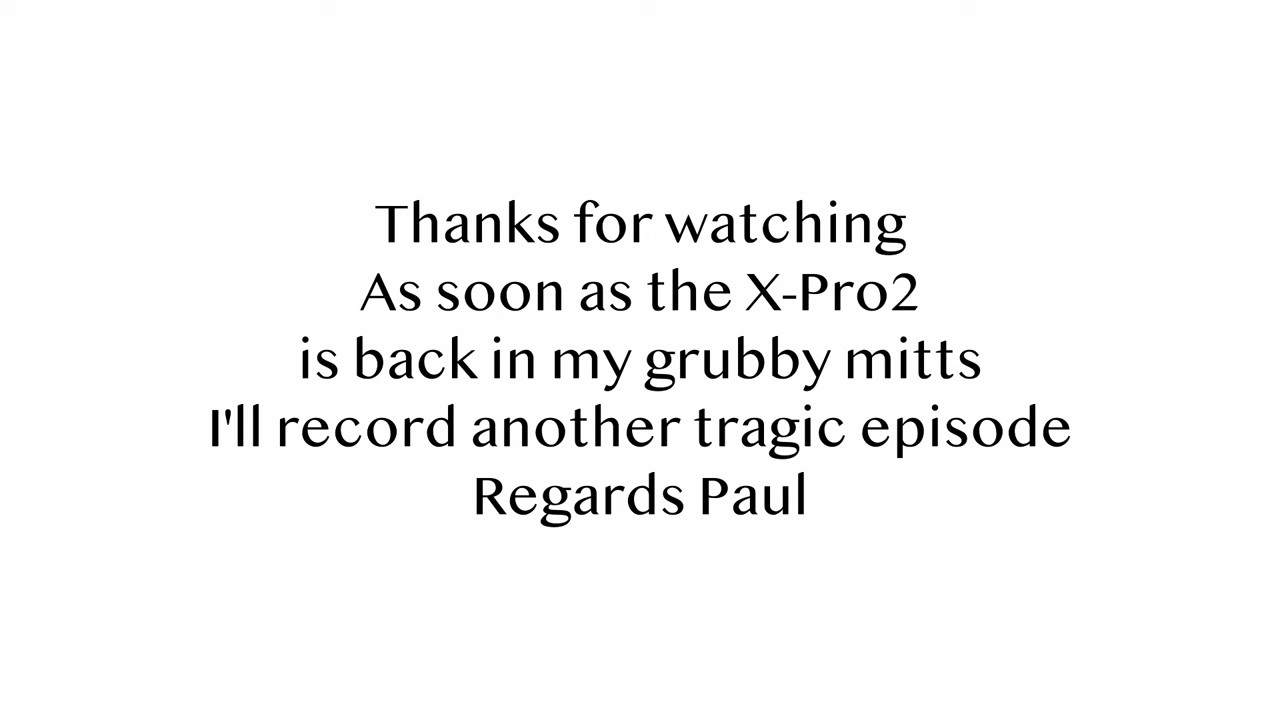 Thanks for watching
As soon as the X-Pro2
is back in my grubby mitts
I'll record another tragic episode
Regards Paul